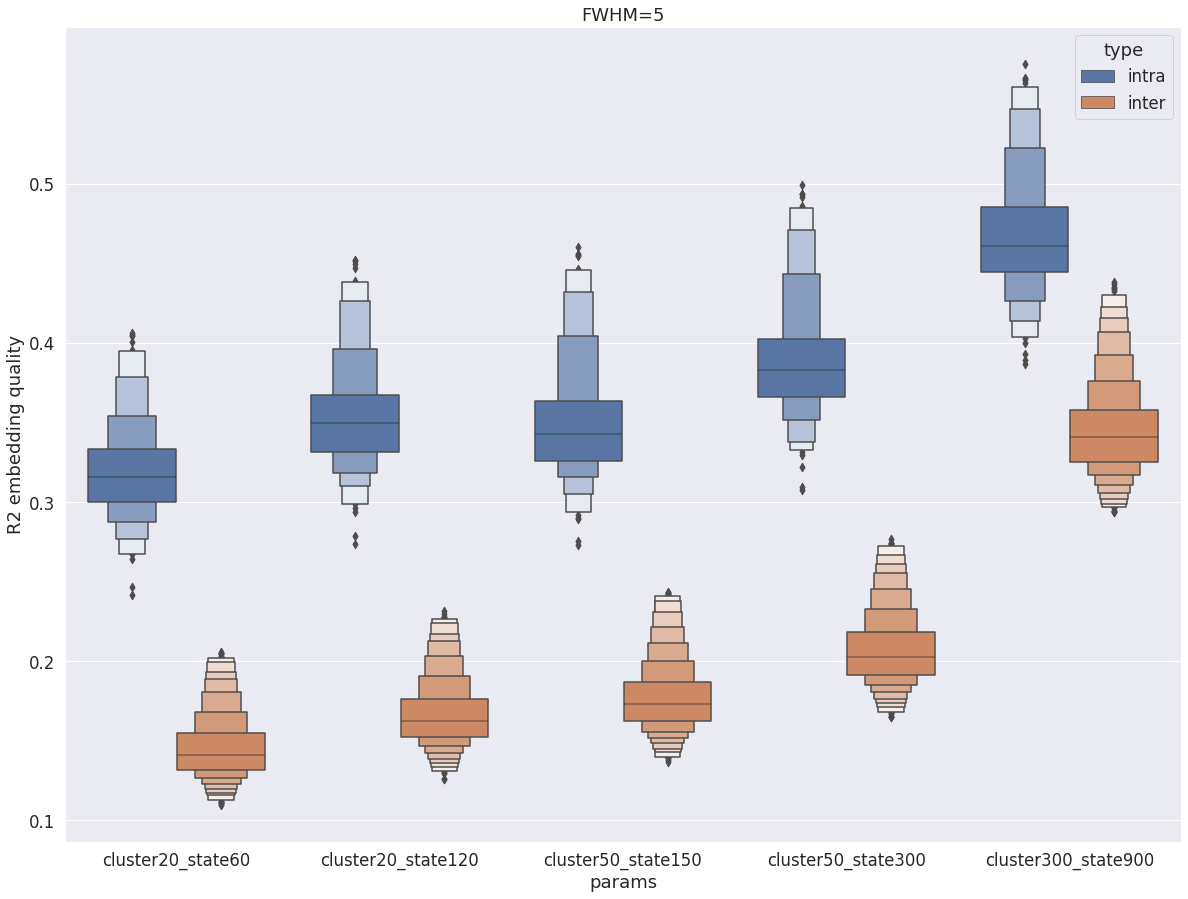 FWHM=5
type
intra
inter
R2 embedding quality
0.5
0.4
0.3
0.2
0.1
cluster20_state60
cluster20_state120
cluster50_state150
cluster50_state300
cluster300_state900
params